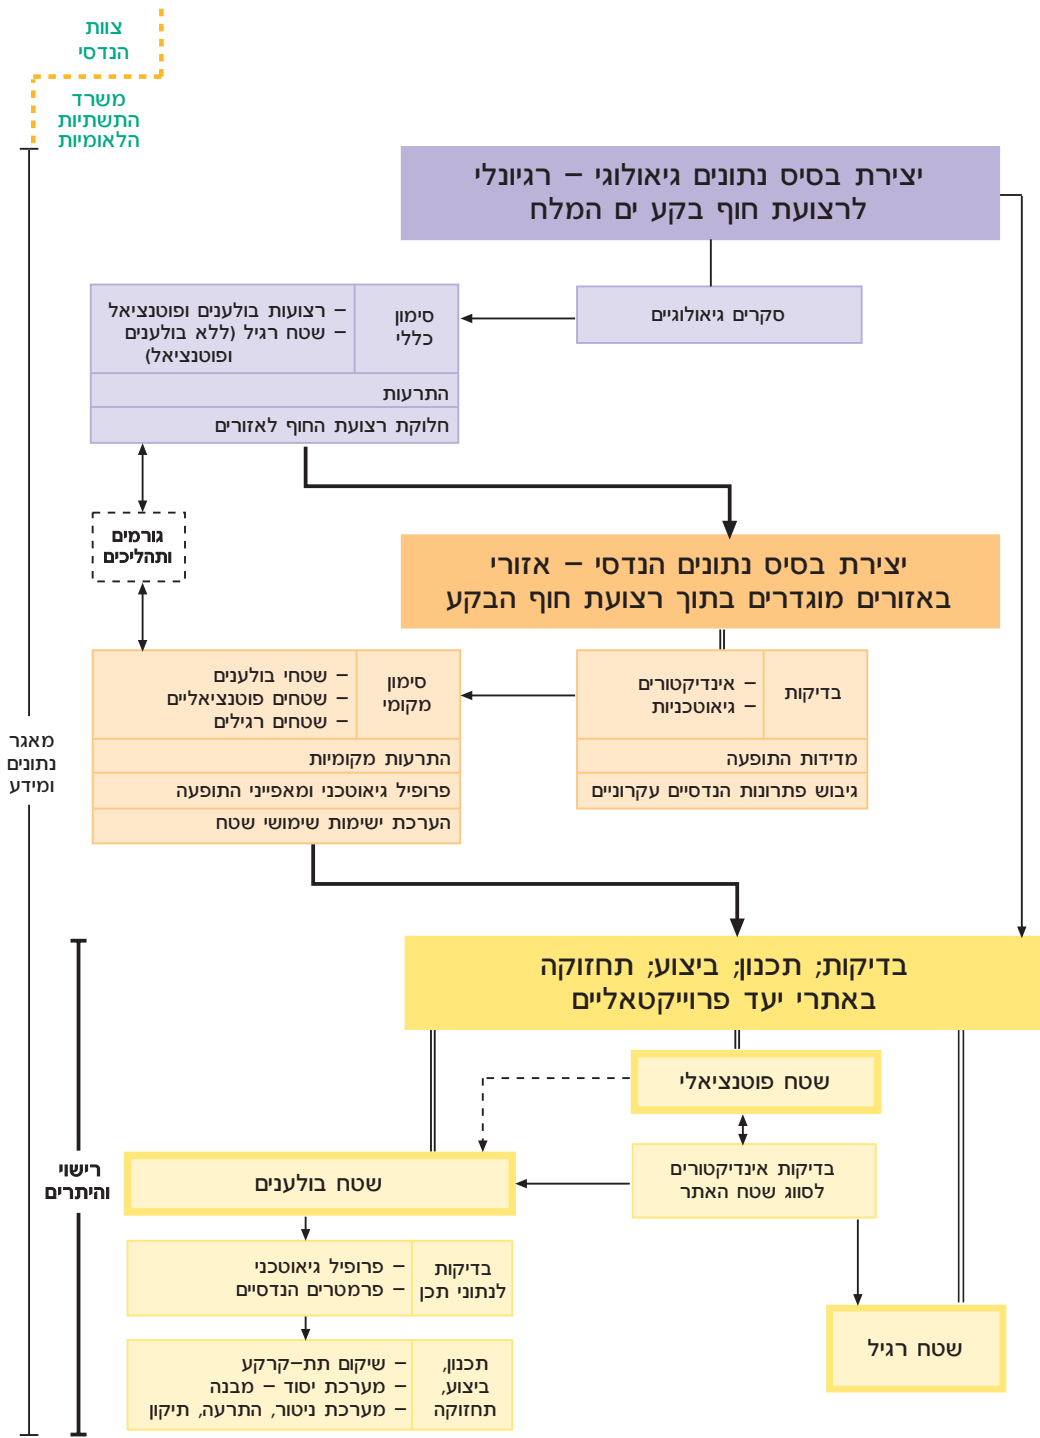 צוות
הנדסי
משרד
התשתיות
הלאומיות
יצירת בסיס נתונים גיאולוגי – רגיונלי
לרצועת חוף בקע ים המלח
סקרים גיאולוגיים
סימון
כללי
– רצועות בולענים ופוטנציאל
– שטח רגיל (ללא בולענים
ופוטנציאל)
התרעות
חלוקת רצועת החוף לאזורים
גורמים
ותהליכים
יצירת בסיס נתונים הנדסי – אזורי
באזורים מוגדרים בתוך רצועת חוף הבקע
בדיקות
– אינדיקטורים
– גיאוטכניות
מדידות התופעה
גיבוש פתרונות הנדסיים עקרוניים
סימון
מקומי
– שטחי בולענים
– שטחים פוטנציאליים
– שטחים רגילים
התרעות מקומיות
פרופיל גיאוטכני ומאפייני התופעה
הערכת ישימות שימושי שטח
מאגר
נתונים
ומידע
בדיקות; תכנון; ביצוע; תחזוקה
באתרי יעד פרוייקטאליים
שטח פוטנציאלי
בדיקות אינדיקטורים
לסווג שטח האתר
שטח בולענים
רישוי
והיתרים
בדיקות
לנתוני תכן
– פרופיל גיאוטכני
– פרמטרים הנדסיים
שטח רגיל
תכנון,
ביצוע,
תחזוקה
– שיקום תת–קרקע
– מערכת יסוד – מבנה
– מערכת ניטור, התרעה, תיקון